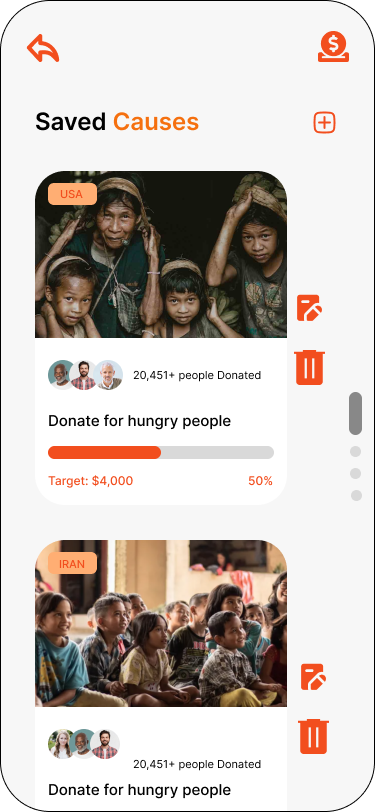 Saved Causes
USA
20,451+ people Donated
Donate for hungry people
Target: $4,000 50%
IRAN
20,451+ people Donated
Donate for hungry people